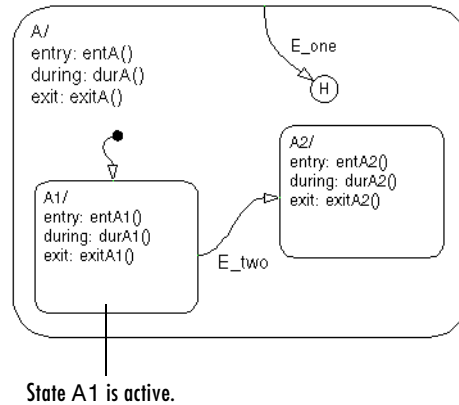 A/
entry: entA()
during: durA()
exit: exitA()
E_one
H
A1/
entry: entA1()
during: durA1()
exit: exitA1()
E_two
A2/
entry: entA2()
during: durA2()
exit: exitA2()
State A1 is active.